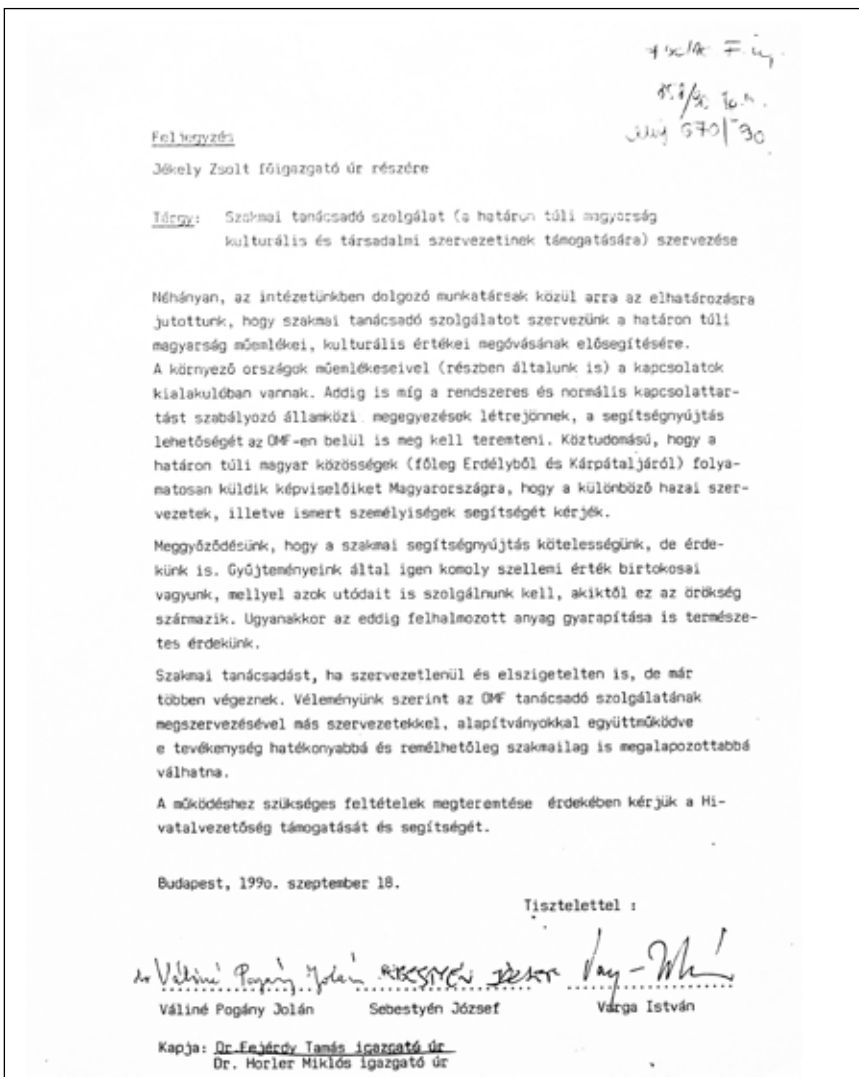 858/90
670/90
Feljegyzés
Jékely Zsolt főigazgató úr részére
Tárgy: Szakmai tanácsadó szolgálat (a határon túli magyarság
kulturális és társadalmi szervezetinek támogatására) szervezése
Néhányan, az intézetünkben dolgozó munkatársak közül arra az elhatározásra
jutottunk, hogy szakmai tanácsadó szolgálatot szervezünk a határon túli
magyarság műemlékei, kulturális értékei megóvásának elősegítésére.
A környező országok műemlékeseivel (részben általunk is) a kapcsolatok
kialakulóban vannak. Addig is míg a rendszeres és normális kapcsolattar-
tást szabályozó államközi megegyezések létrejönnek, a segítségnyújtás
lehetőségét az OMF-en belül is meg kell teremteni. Köztudomású, hogy a
határon túli magyar közösségek (főleg Erdélyből és Kárpátaljáról) folya-
matosan küldik képviselőiket Magyarországra, hogy a különböző hazai szer-
vezetek, illetve ismert személyiségek segítségét kérjék.
Meggyőződésünk, hogy a szakmai segítségnyújtás kötelességünk, de érde-
künk is. Gyűjteményeink által igen komoly szellemi érték birtokosai
vagyunk, mellyel azok utódait is szolgálnunk kell, akiktől ez az örökség
származik. Ugyanakkor az eddig felhalmozott anyag gyarapítása is természe-
tes érdekünk.
Szakmai tanácsadást, ha szervezetlenül és elszigetelten is, de már
többen végeznek. Véleményünk szerint az OMF tanácsadó szolgálatának
megszervezésével más szervezetekkel, alapítványokkal együttműködve
e tevékenység hatékonyabbá és remélhetőleg szakmailag is megalapozottabbá
válhatna.
A működéshez szükséges feltételek megteremtése érdekében kérjük a Hi-
vatalvezetőség támogatását és segítségét.
Budapest, 199o. szeptember 18.
Tisztelettel :
dr Váliné Pogány Jolán
Váliné Pogány Jolán Sebestyén József Varga István
Kapja: Dr.Fejérdy Tamás igazgató úr
Dr. Horler Miklós igazgató úr